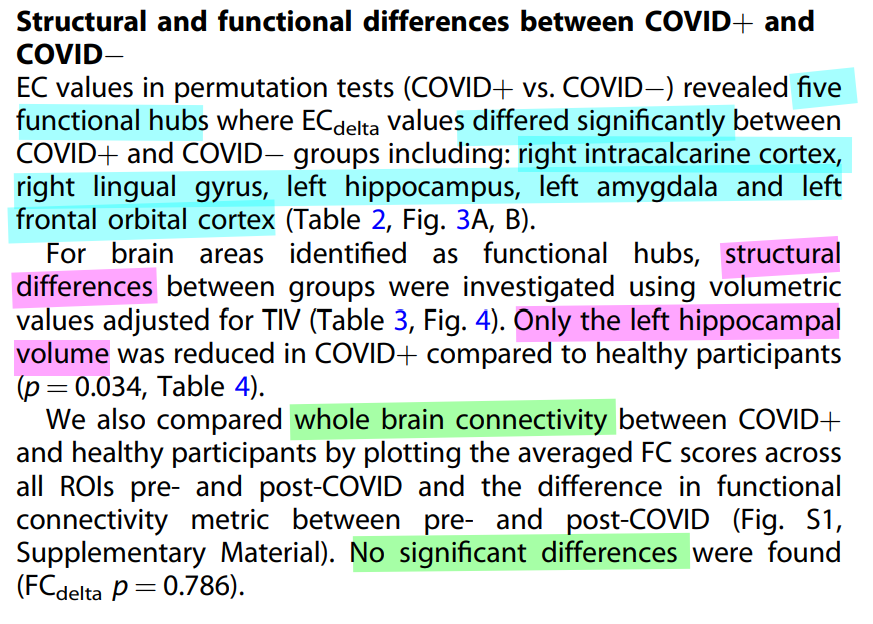 Structural and functional differences between COVID+ and
COVID−
EC values in permutation tests (COVID+ vs. COVID−) revealed five
functional hubs where ECdelta values differed significantly between
COVID+ and COVID− groups including: right intracalcarine cortex,
right lingual gyrus, left hippocampus, left amygdala and left
frontal orbital cortex (Table 2, Fig. 3A, B).
For brain areas identified as functional hubs, structural
differences between groups were investigated using volumetric
values adjusted for TIV (Table 3, Fig. 4). Only the left hippocampal
volume was reduced in COVID+ compared to healthy participants
(p = 0.034, Table 4).
We also compared whole brain connectivity between COVID+
and healthy participants by plotting the averaged FC scores across
all ROIs pre- and post-COVID and the difference in functional
connectivity metric between pre- and post-COVID (Fig. S1,
Supplementary Material). No significant differences were found
(FCdelta p = 0.786).